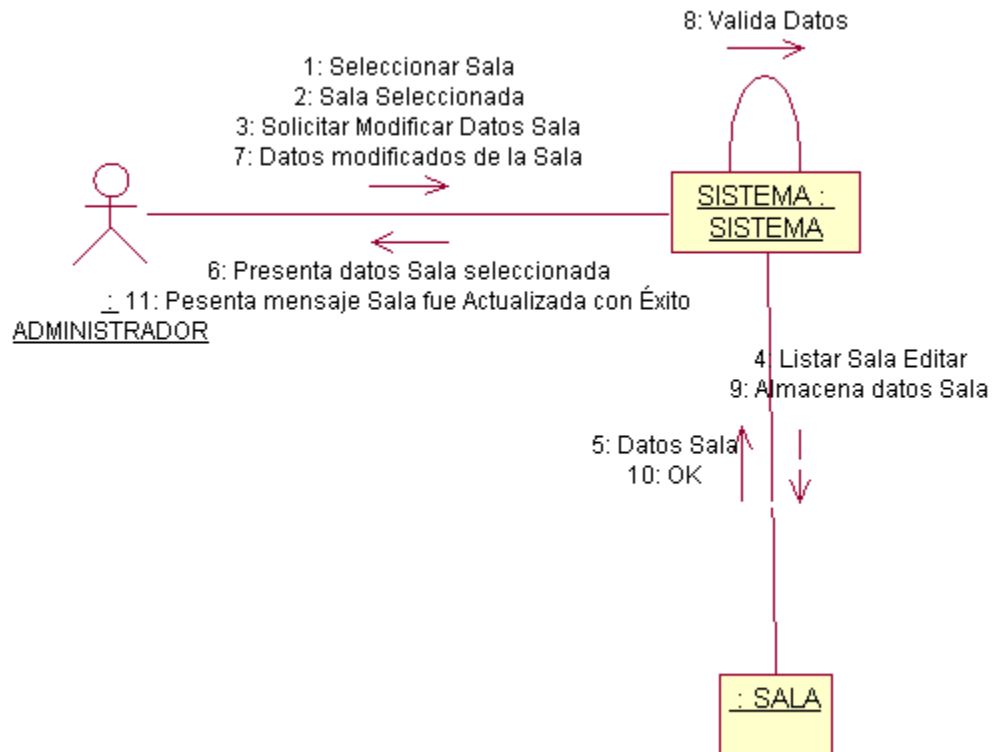 8: Valida Datos
1: Seleccionar Sala
2: Sala Seleccionada
3: Solicitar Modificar Datos Sala
7: Datos modificados de la Sala
SISTEMA :
SISTEMA
6: Presenta datos Sala seleccionada
: 11: Pesenta mensaje Sala fue Actualizada con Éxito
ADMINISTRADOR
4: Listar Sala Editar
9: Almacena datos Sala
5: Datos Sala
10: OK
: SALA